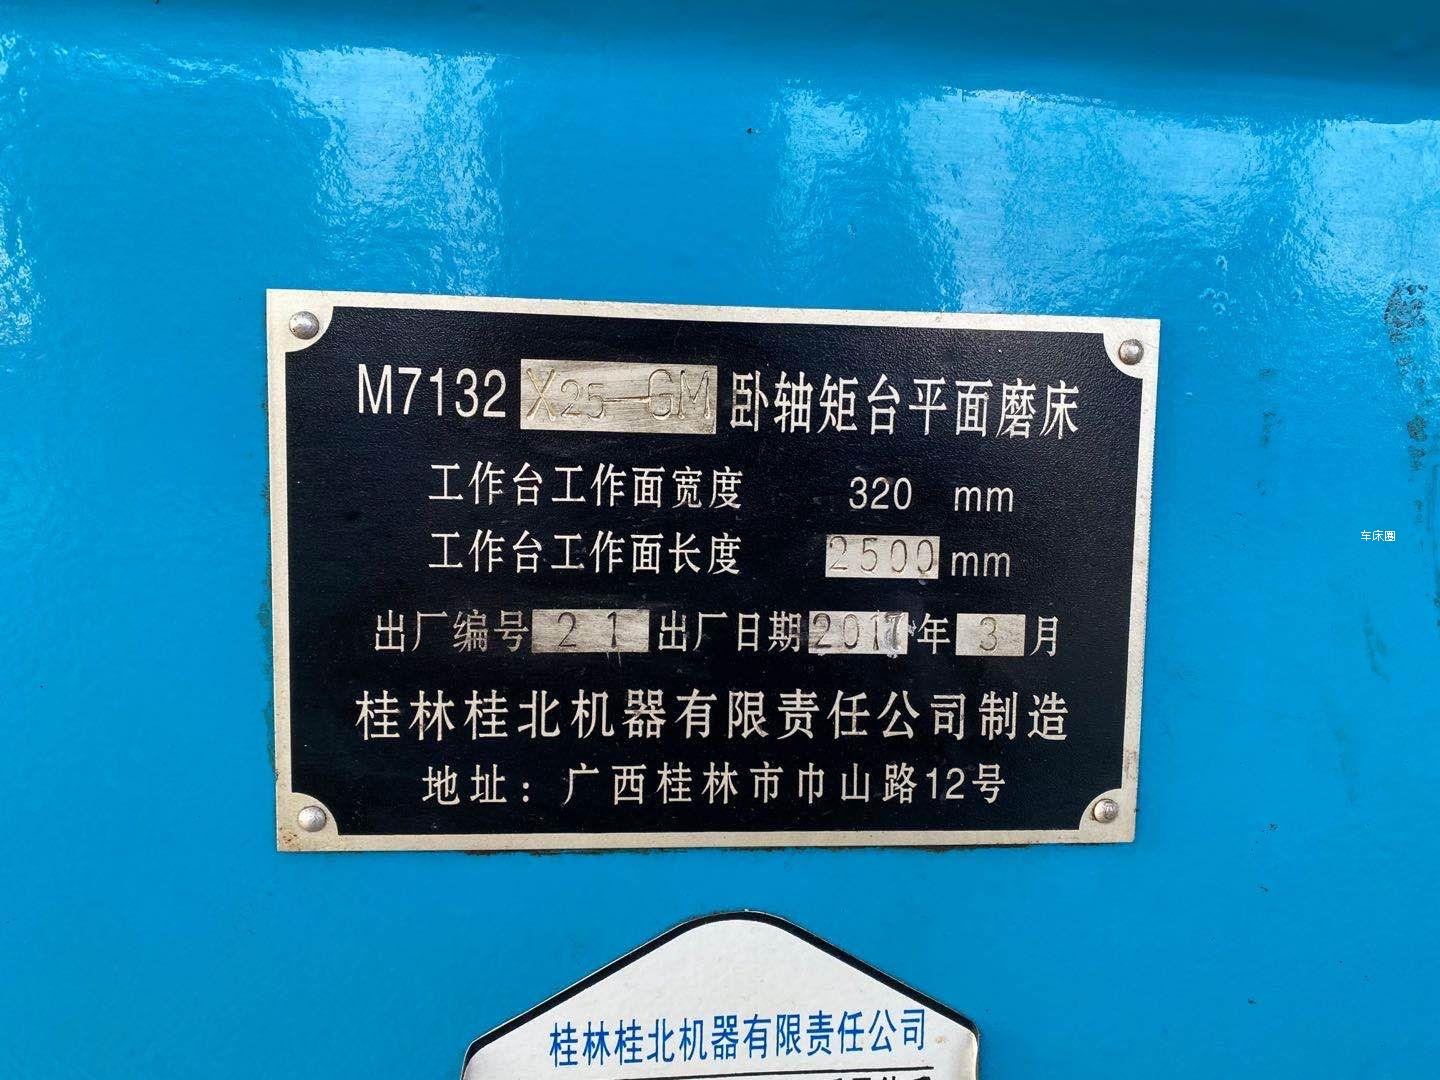 M7132 X25-GM 卧轴矩台平面磨床
工作台工作面宽度 320 mm
工作台工作面长度 2500 mm
出厂编号 21 出厂日期 2017 年 3 月
桂林桂北机器有限责任公司制造
地址：广西桂林市巾山路12号
车床圈
桂林桂北机器有限责任公司